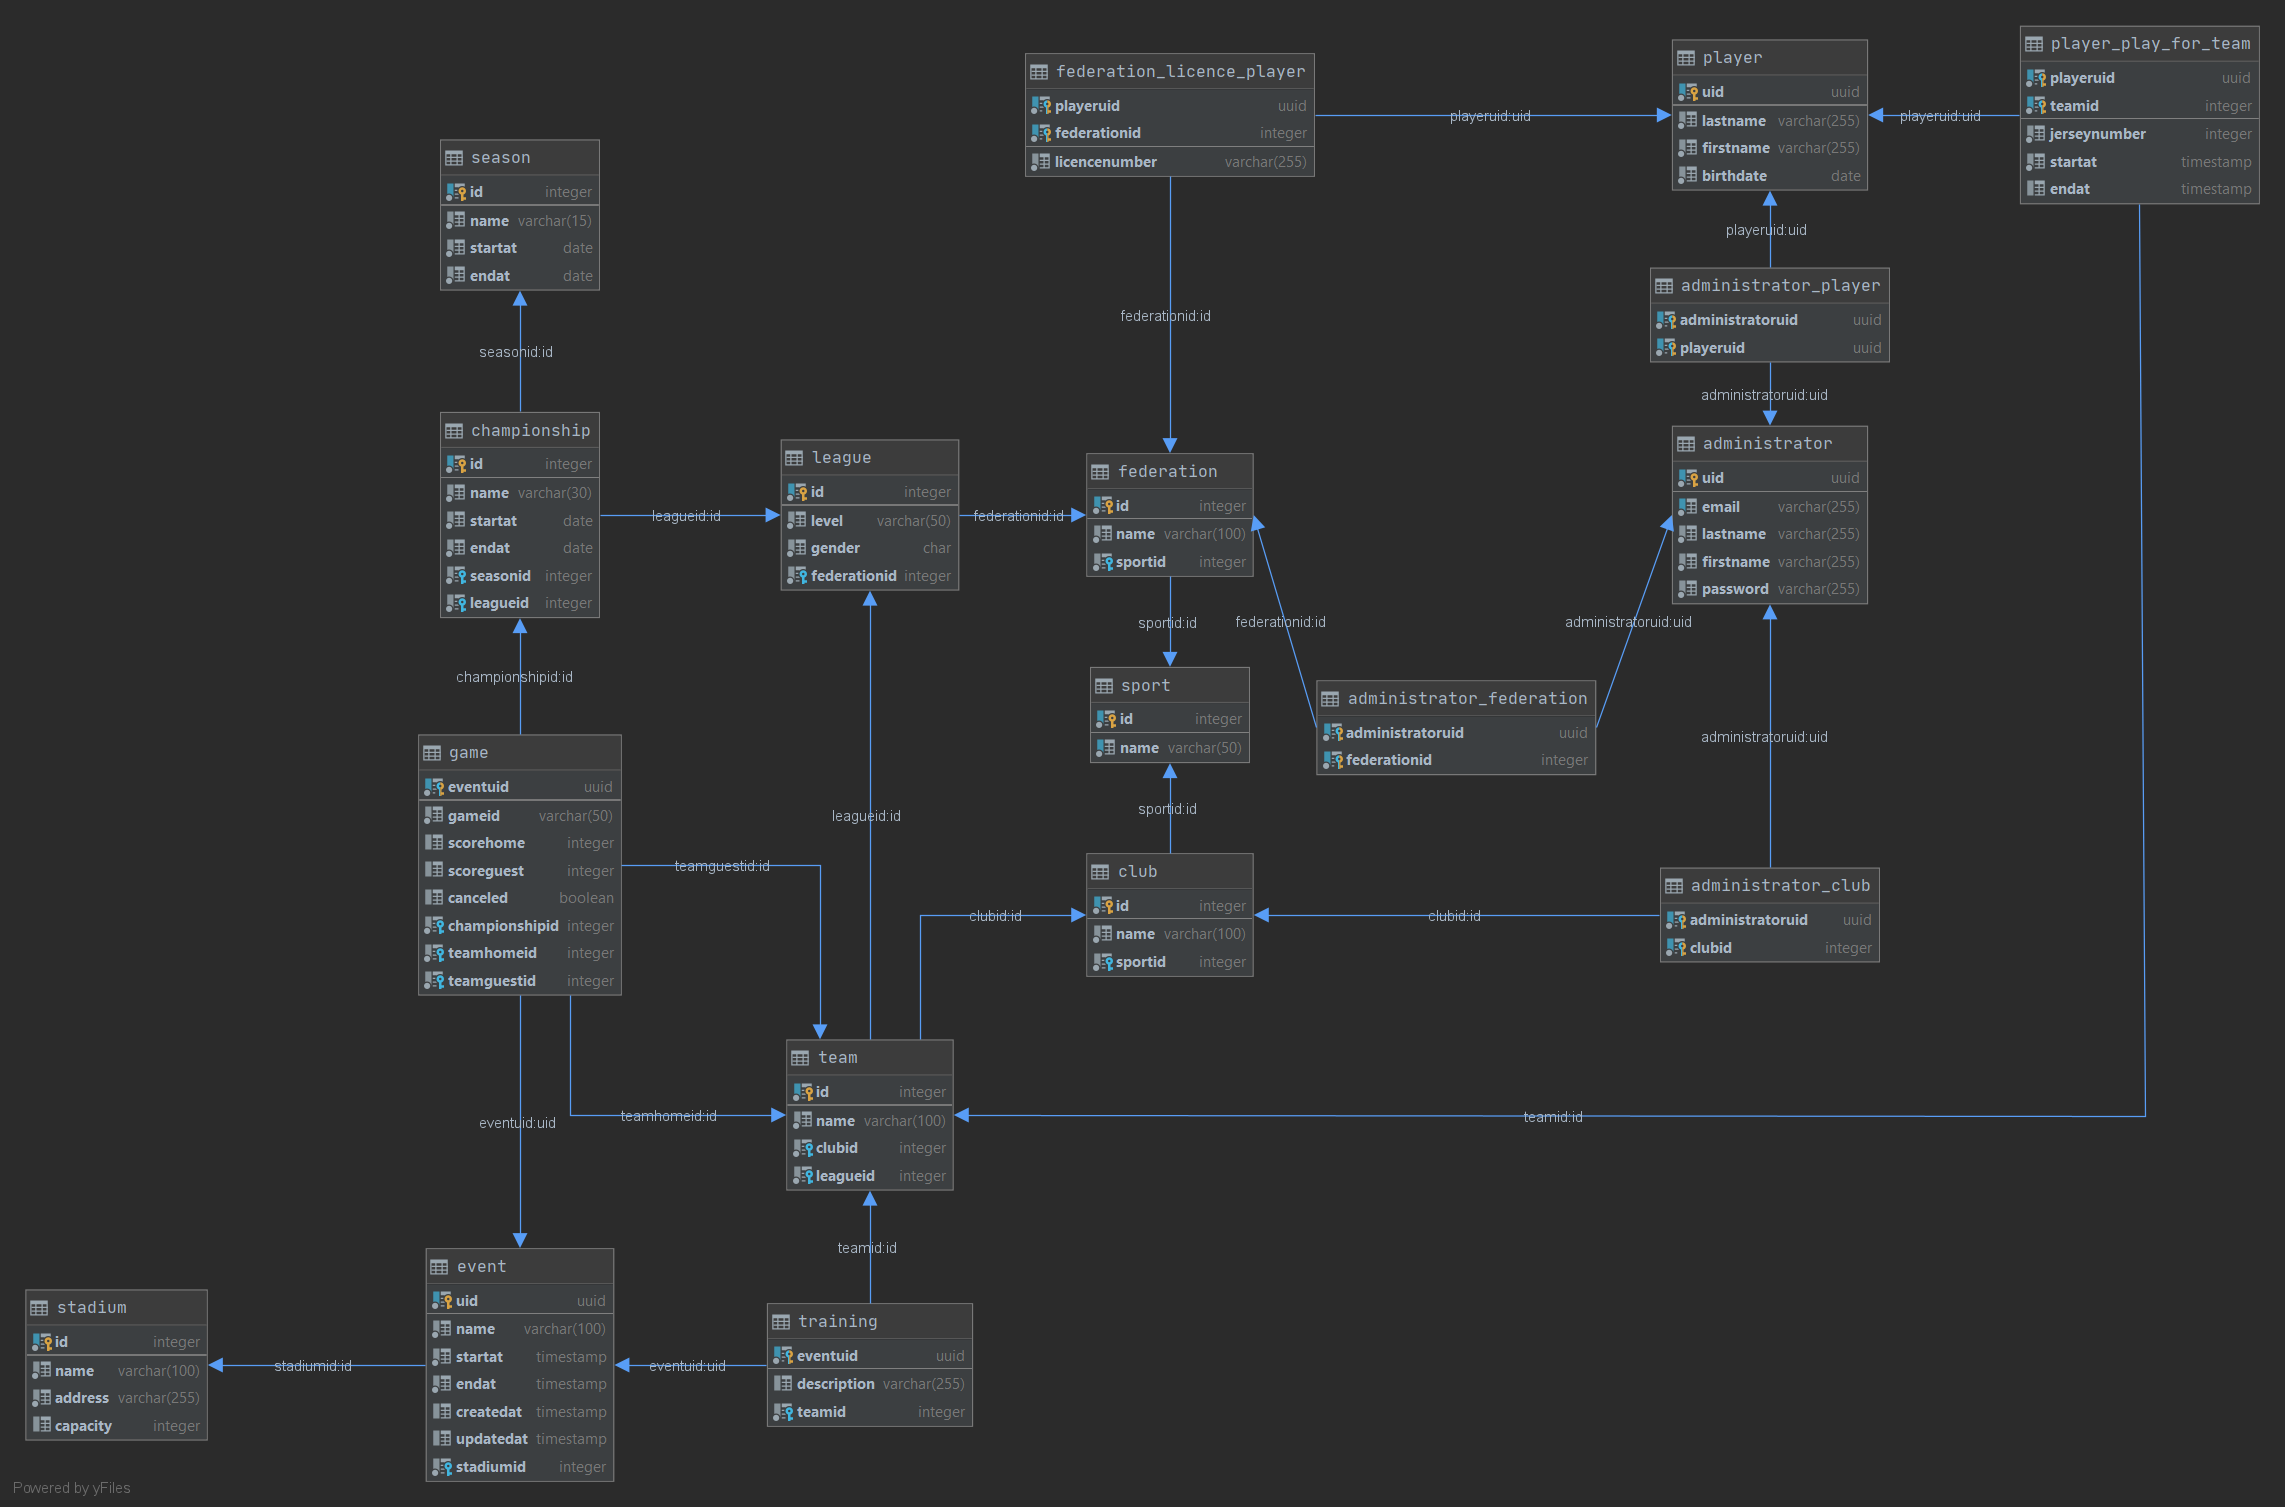 federation_licence_player
playeruid uuid
federationid integer
licencenumber varchar(255)
playeruid:uid
player
uid uuid
lastname varchar(255)
firstname varchar(255)
birthdate date
playeruid:uid
player_play_for_team
playeruid uuid
teamid integer
jerseynumber integer
startat timestamp
endat timestamp
season
id integer
name varchar(15)
startat date
endat date
playeruid:uid
administrator_player
administratoruid uuid
playeruid uuid
federationid:id
seasonid:id
administratoruid:uid
championship
id integer
name varchar(30)
startat date
endat date
seasonid integer
leagueid integer
leagueid:id
league
id integer
level varchar(50)
gender char
federationid integer
federationid:id
federation
id integer
name varchar(100)
sportid integer
administrator
uid uuid
email varchar(255)
lastname varchar(255)
firstname varchar(255)
password varchar(255)
sportid:id
federationid:id
administratoruid:uid
championshipid:id
sport
id integer
name varchar(50)
administrator_federation
administratoruid uuid
federationid integer
administratoruid:uid
game
eventuid uuid
gameid varchar(50)
scorehome integer
scoreguest integer
canceled boolean
championshipid integer
teamhomeid integer
teamguestid integer
leagueid:id
sportid:id
teamguestid:id
club
id integer
name varchar(100)
sportid integer
clubid:id
clubid:id
administrator_club
administratoruid uuid
clubid integer
team
id integer
name varchar(100)
clubid integer
leagueid integer
eventuid:uid
teamhomeid:id
teamid:id
teamid:id
event
uid uuid
name varchar(100)
startat timestamp
endat timestamp
createdat timestamp
updatedat timestamp
stadiumid integer
stadium
id integer
name varchar(100)
address varchar(255)
capacity integer
stadiumid:id
eventuid:uid
training
eventuid uuid
description varchar(255)
teamid integer
Powered by yFiles